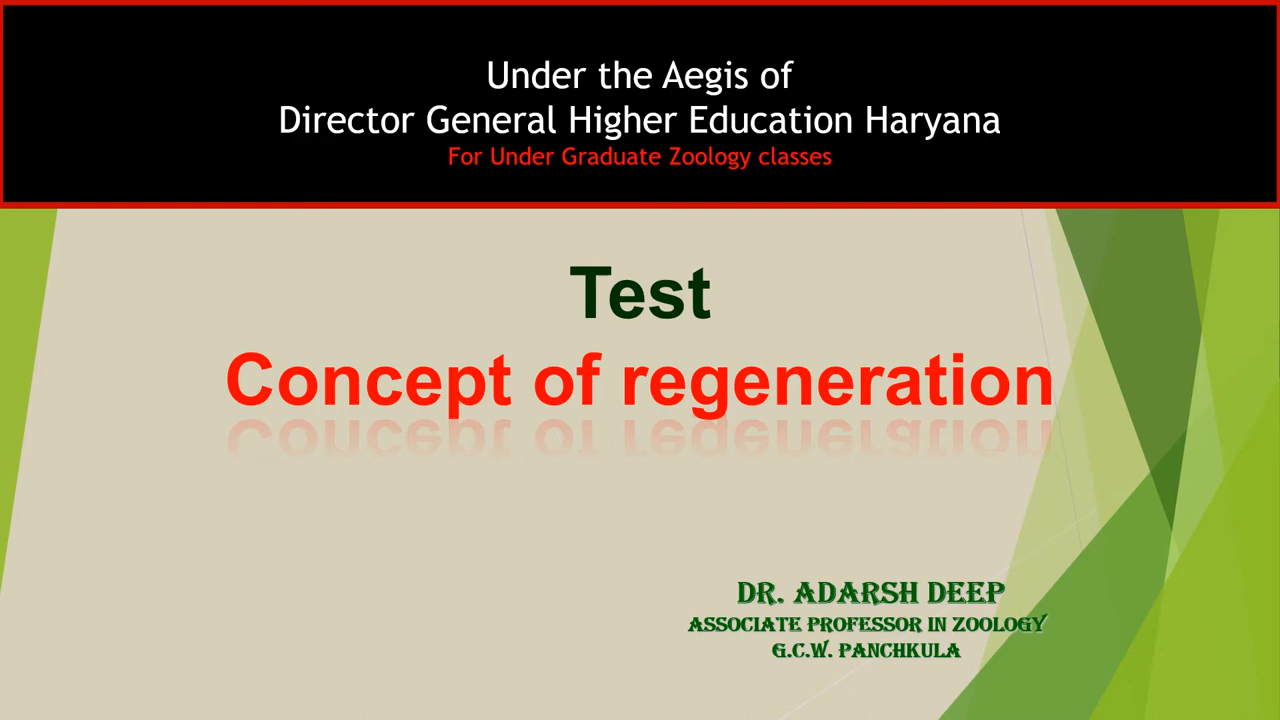 Under the Aegis of
Director General Higher Education Haryana
For Under Graduate Zoology classes
Test
Concept of regeneration
DR. ADARSH DEEP
ASSOCIATE PROFESSOR IN ZOOLOGY
G.C.W. PANCHKULA